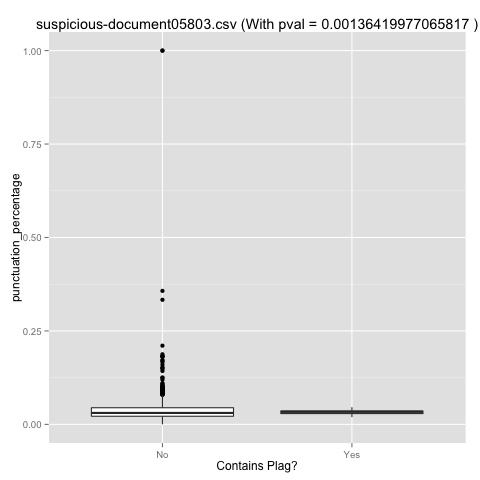 suspicious-document05803.csv (With pval = 0.00136419977065817 )
1.00
0.75
0.50
0.25
0.00
punctuation_percentage
No
Yes
Contains Plag?